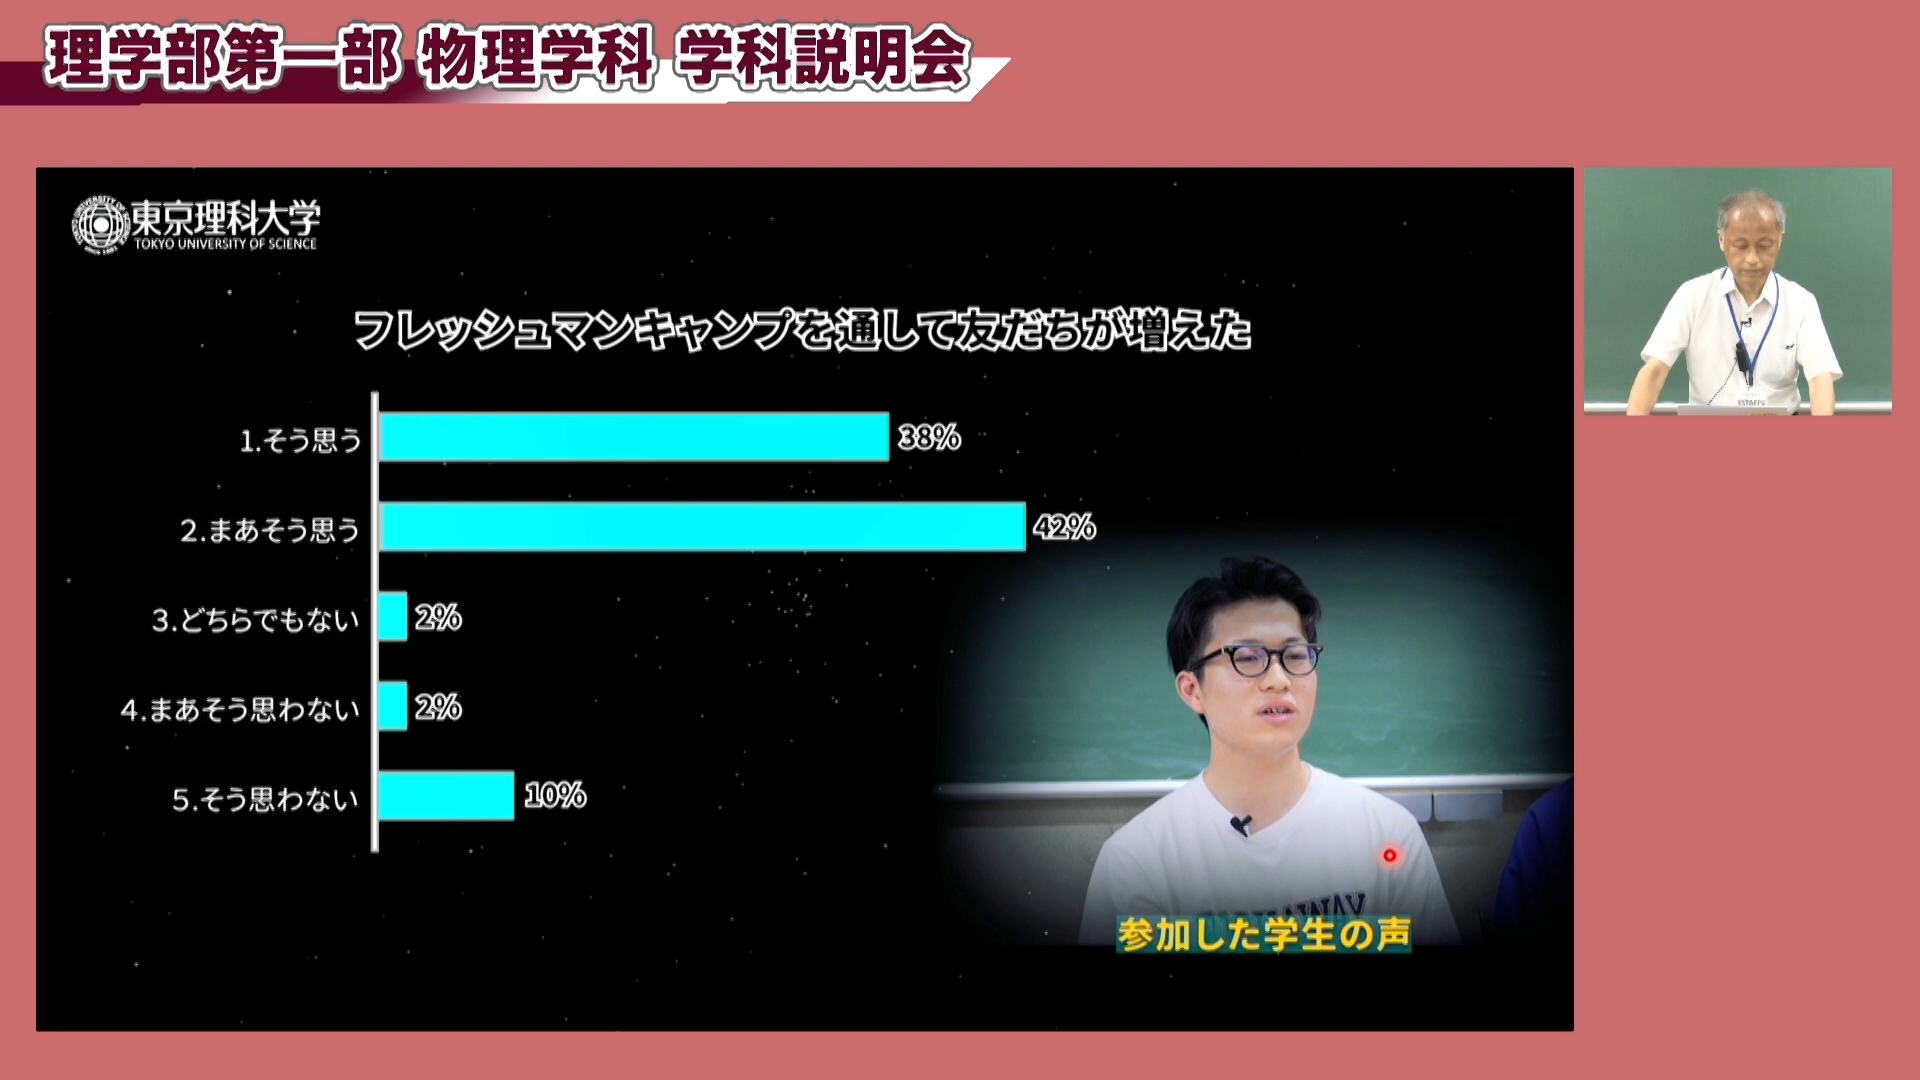 理学部第一部 物理学科 学科説明会
東京理科大学
TOKYO UNIVERSITY OF SCIENCE
フレッシュマンキャンプを通して友だちが増えた
1.そう思う
38%
2.まあそう思う
42%
3.どちらでもない
2%
4.まあそう思わない
2%
5.そう思わない
10%
参加した学生の声